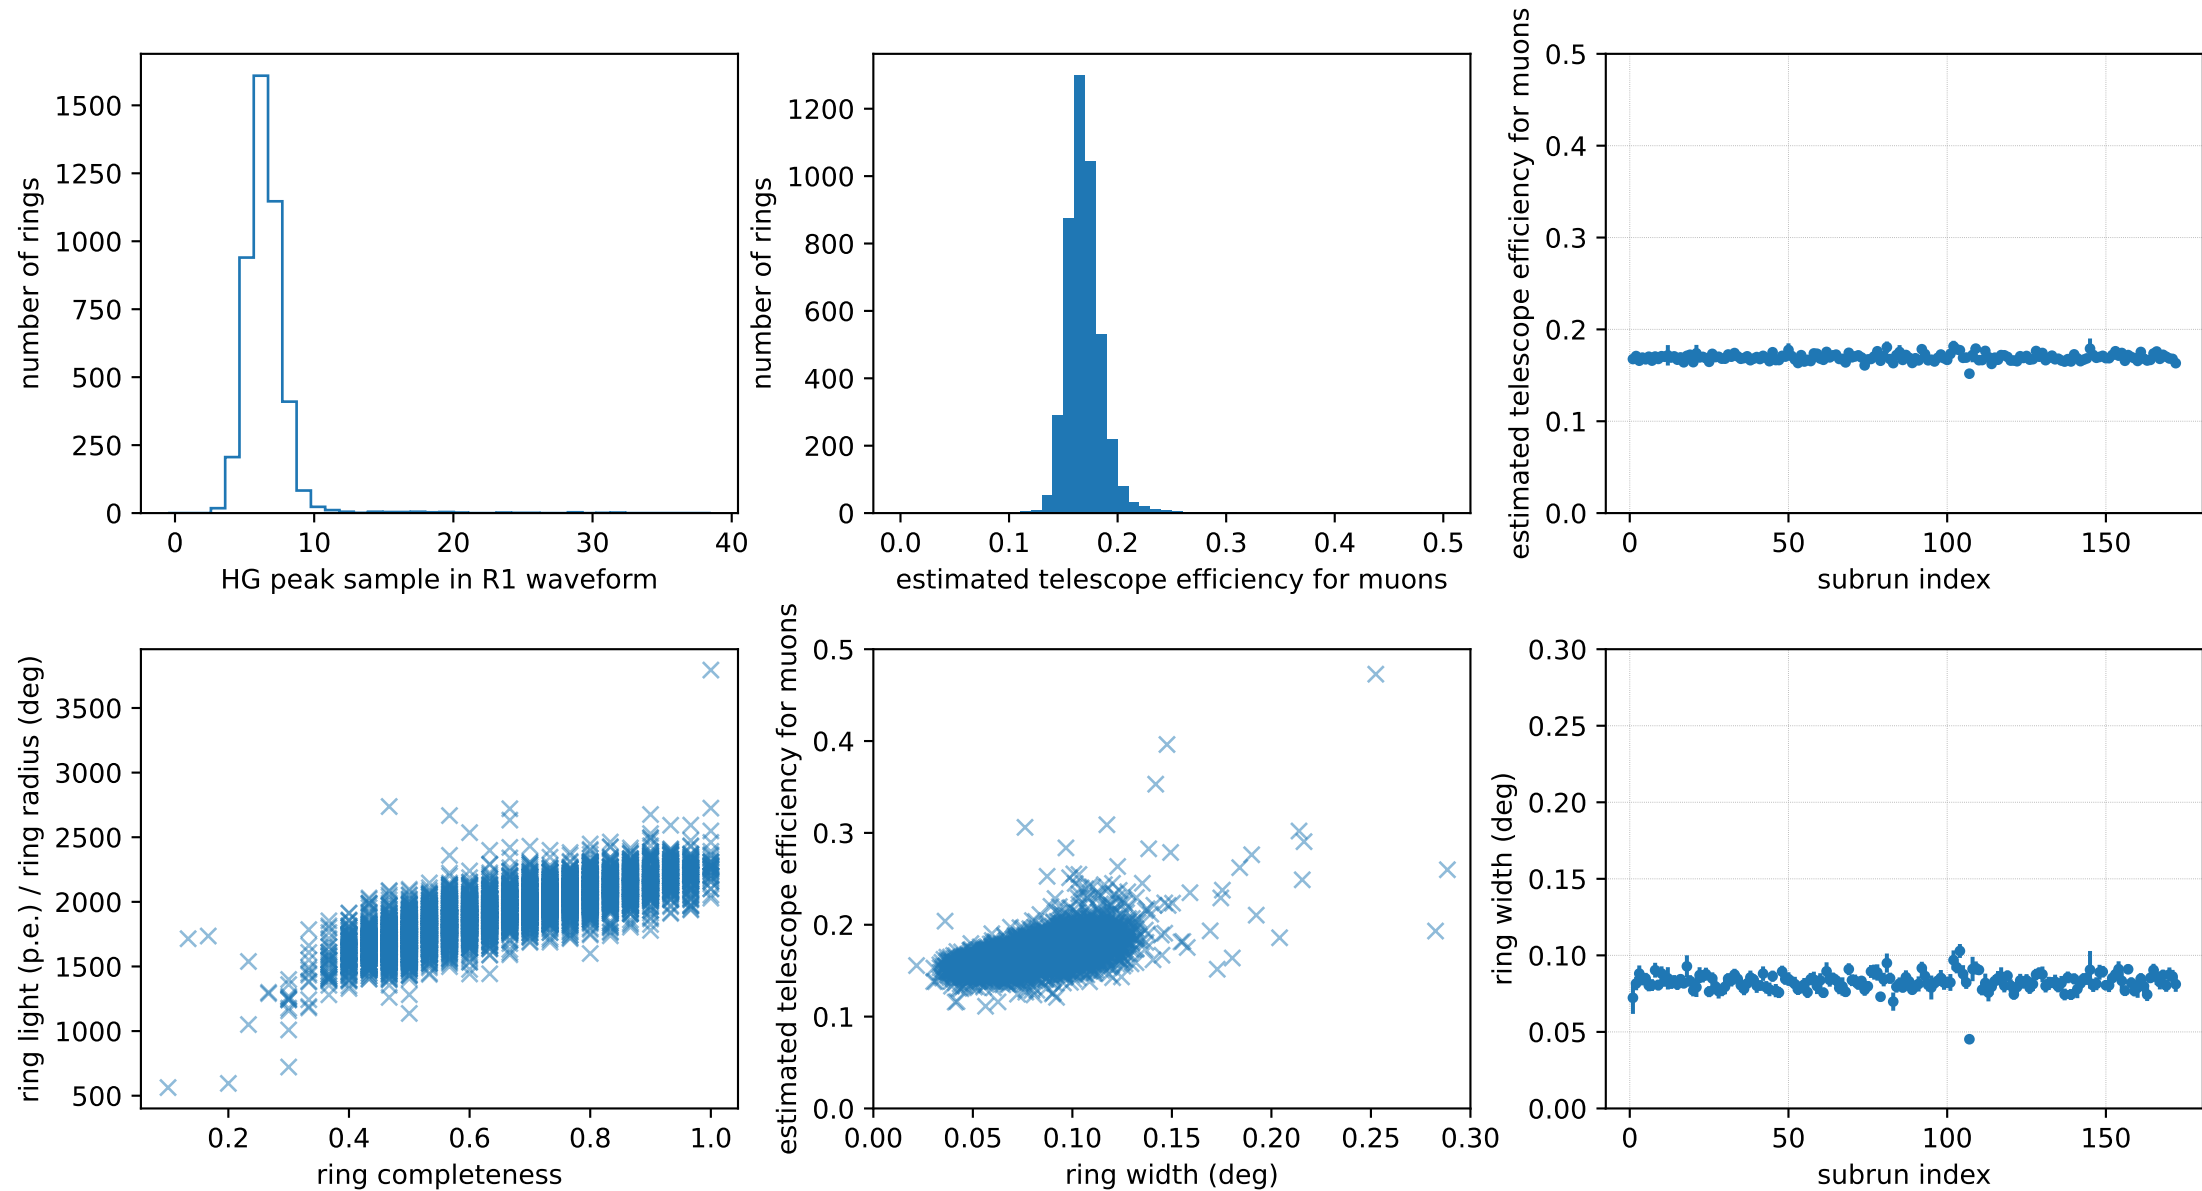 number of rings
1500
1250
1000
750
500
250
0
0 10 20 30 40
HG peak sample in R1 waveform
number of rings
1200
1000
800
600
400
200
0
0.0 0.1 0.2 0.3 0.4 0.5
estimated telescope efficiency for muons
estimated telescope efficiency for muons
0.5
0.4
0.3
0.2
0.1
0.0
0 50 100 150
subrun index
ring light (p.e.) / ring radius (deg)
3500
3000
2500
2000
1500
1000
500
0.2 0.4 0.6 0.8 1.0
ring completeness
estimated telescope efficiency for muons
0.5
0.4
0.3
0.2
0.1
0.0
0.00 0.05 0.10 0.15 0.20 0.25 0.30
ring width (deg)
ring width (deg)
0.30
0.25
0.20
0.15
0.10
0.05
0.00
0 50 100 150
subrun index